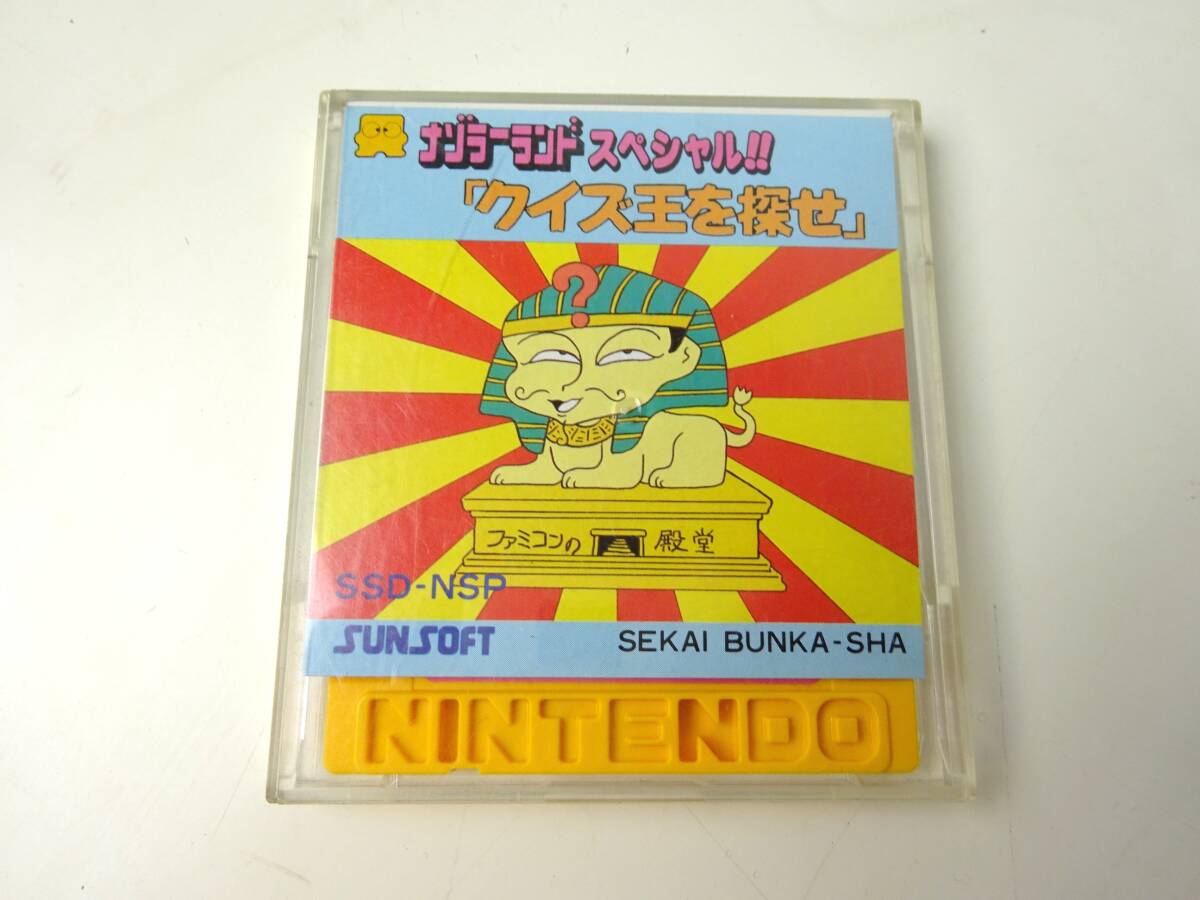 ナゾラーランドスペシャル!!
「クイズ王を探せ」
?
ファミコンの 殿堂
SSD-NSP
SUNSOFT SEKAI BUNKA-SHA
NINTENDO